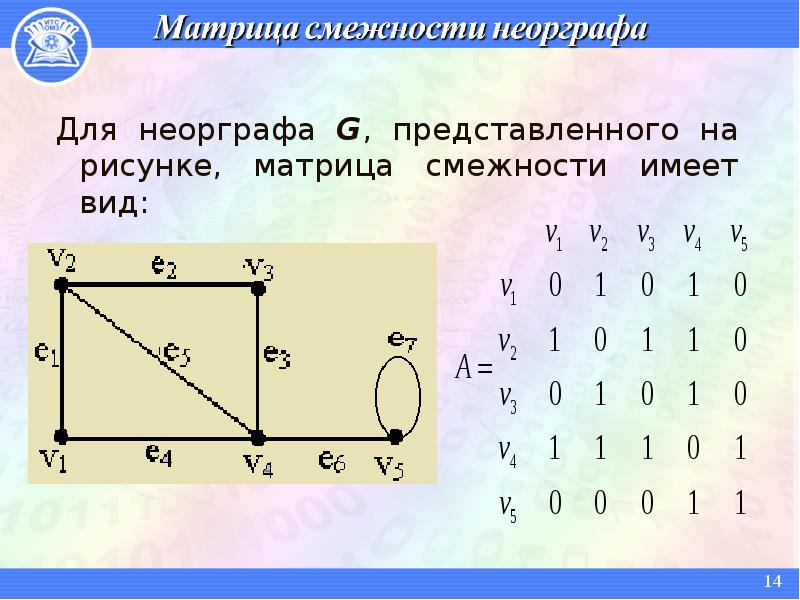 Матрица смежности неорграфа
ИТС
ОМЗ
Для неорграфа G, представленного на
рисунке, матрица смежности имеет
вид:
v2 e2 v3
e1 e5 e3 e7
v1 e4 v4 e6 v5
v1 v2 v3 v4 v5
v1 0 1 0 1 0
v2 1 0 1 1 0
A =
v3 0 1 0 1 0
v4 1 1 1 0 1
v5 0 0 0 1 1
14